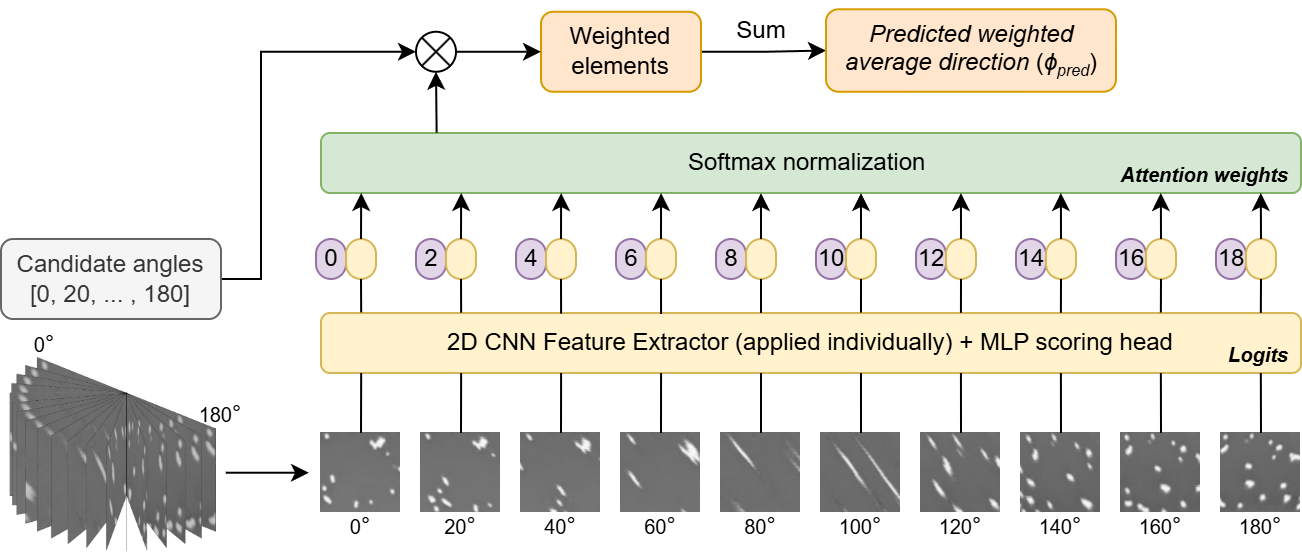 Weighted
elements
Sum
Predicted weighted
average direction (ϕpred)
Softmax normalization
Attention weights
0 2 4 6 8 10 12 14 16 18
Candidate angles
[0, 20, ... , 180]
2D CNN Feature Extractor (applied individually) + MLP scoring head
Logits
0°
180°
0° 20° 40° 60° 80° 100° 120° 140° 160° 180°